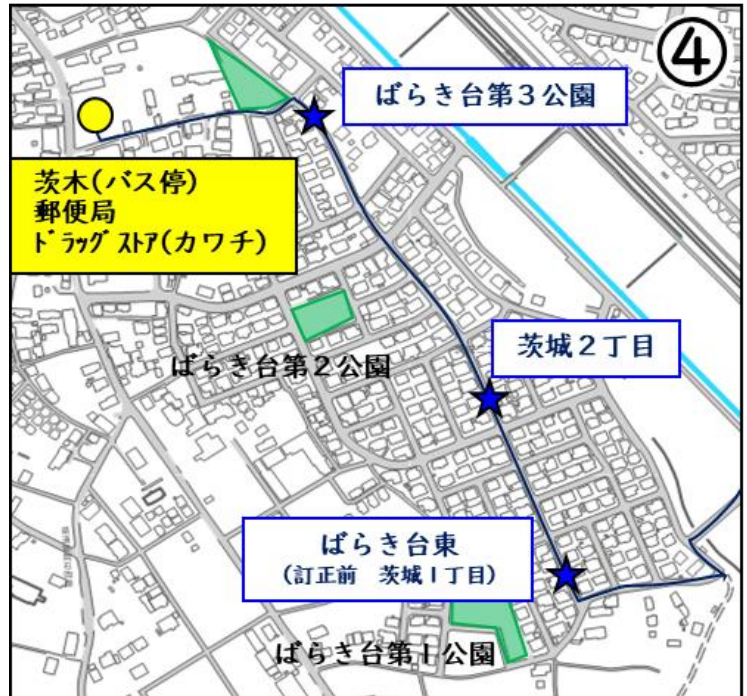 ④
ばらき台第3公園
茨木(バス停)
郵便局
ﾄﾞﾗｯｸﾞｽﾄｱ(カワチ)
茨城2丁目
ばらき台第2公園
ばらき台東
(訂正前 茨城1丁目)
ばらき台第1公園